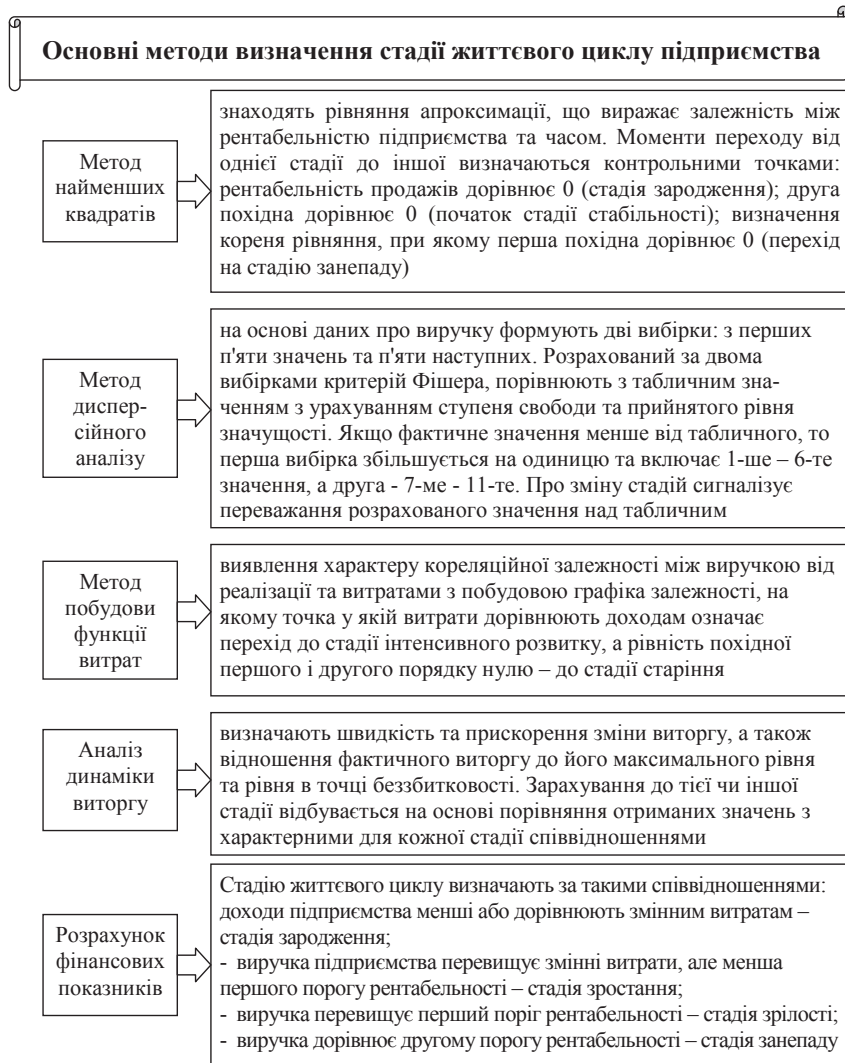 Основні методи визначення стадії життєвого циклу підприємства
Метод
найменших
квадратів
знаходять рівняння апроксимації, що виражає залежність між
рентабельністю підприємства та часом. Моменти переходу від
однієї стадії до іншої визначаються контрольними точками:
рентабельність продажів дорівнює 0 (стадія зародження); друга
похідна дорівнює 0 (початок стадії стабільності); визначення
кореня рівняння, при якому перша похідна дорівнює 0 (перехід
на стадію занепаду)
Метод
диспер-
сійного
аналізу
на основі даних про виручку формують дві вибірки: з перших
п'яти значень та п'яти наступних. Розрахований за двома
вибірками критерій Фішера, порівнюють з табличним зна-
ченням з урахуванням ступеня свободи та прийнятого рівня
значущості. Якщо фактичне значення менше від табличного, то
перша вибірка збільшується на одиницю та включає 1-ше – 6-те
значення, а друга - 7-ме - 11-те. Про зміну стадій сигналізує
переважання розрахованого значення над табличним
Метод
побудови
функції
витрат
виявлення характеру кореляційної залежності між виручкою від
реалізації та витратами з побудовою графіка залежності, на
якому точка у якій витрати дорівнюють доходам означає
перехід до стадії інтенсивного розвитку, а рівність похідної
першого і другого порядку нулю – до стадії старіння
Аналіз
динаміки
виторгу
визначають швидкість та прискорення зміни виторгу, а також
відношення фактичного виторгу до його максимального рівня
та рівня в точці беззбитковості. Зарахування до тієї чи іншої
стадії відбувається на основі порівняння отриманих значень з
характерними для кожної стадії співвідношеннями
Розрахунок
фінансових
показників
Стадію життєвого циклу визначають за такими співвідношеннями:
доходи підприємства менші або дорівнюють змінним витратам –
стадія зародження;
- виручка підприємства перевищує змінні витрати, але менша
першого порогу рентабельності – стадія зростання;
- виручка перевищує перший поріг рентабельності – стадія зрілості;
- виручка дорівнює другому порогу рентабельності – стадія занепаду